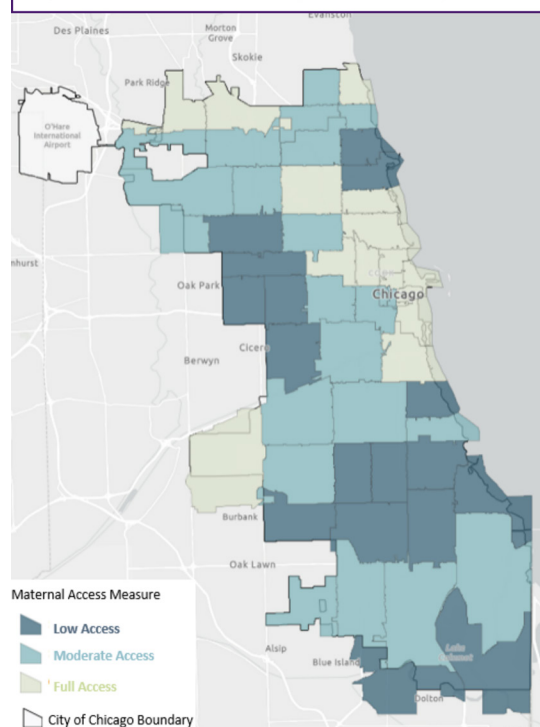 Evanston
Des Plaines
Morton
Grove
Skokie
Park Ridge
O'Hare
International
Airport
Oak Park
Chicago
Cicero
Berwyn
Burbank
Oak Lawn
Alsip
Blue Island
Dolton
Maternal Access Measure
Low Access
Moderate Access
Full Access
City of Chicago Boundary